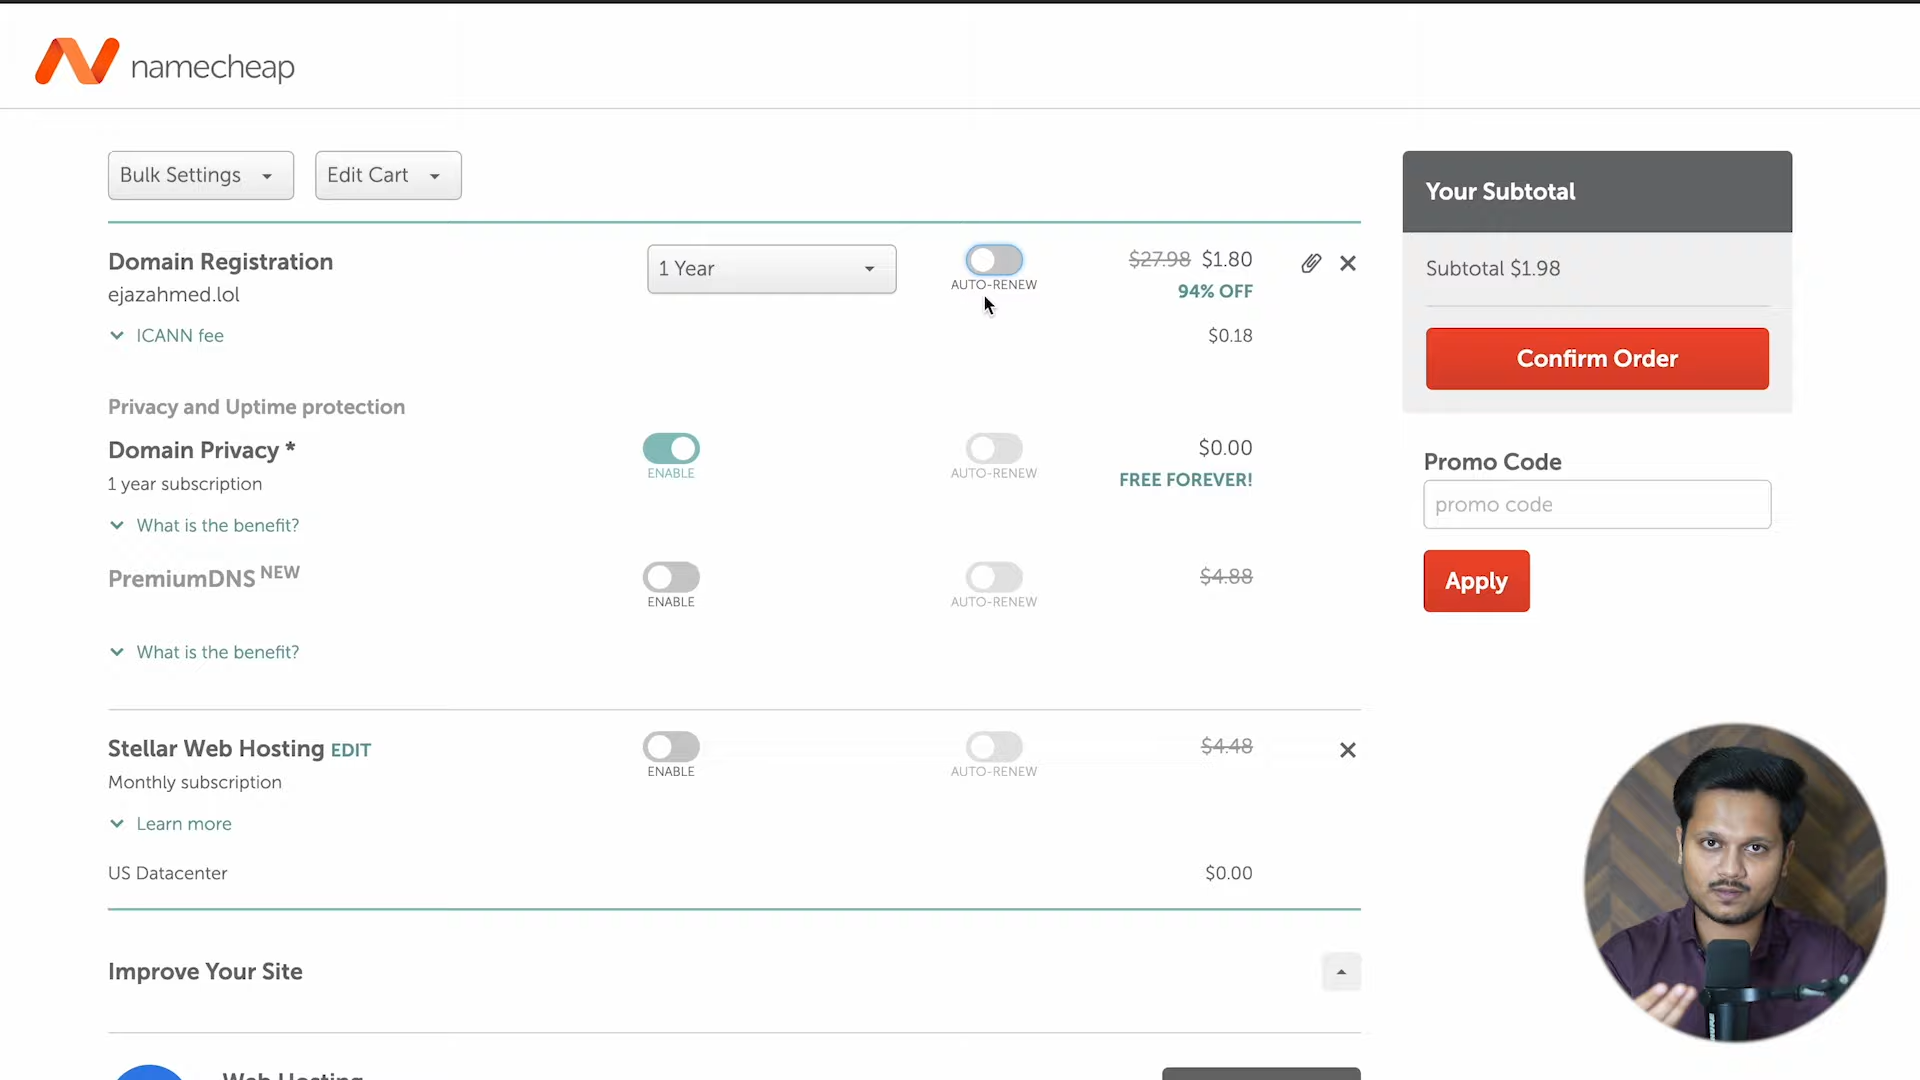 namecheap
Bulk Settings
Edit Cart
Your Subtotal
Subtotal $1.98
Confirm Order
Domain Registration
1 Year
$27.98 $1.80
ejazahmed.lol
AUTO-RENEW
94% OFF
ICANN fee
$0.18
Privacy and Uptime protection
Domain Privacy *
$0.00
1 year subscription
ENABLE
AUTO-RENEW
FREE FOREVER!
What is the benefit?
Promo Code
promo code
Apply
PremiumDNS NEW
$4.88
ENABLE
AUTO-RENEW
What is the benefit?
Stellar Web Hosting EDIT
$4.48
Monthly subscription
ENABLE
AUTO-RENEW
Learn more
US Datacenter
$0.00
Improve Your Site
Web Hosting